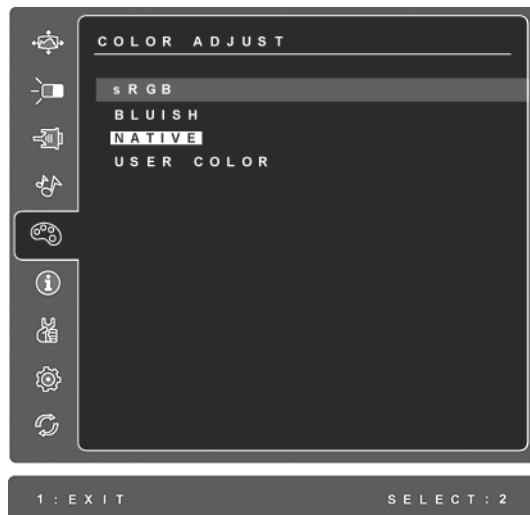 COLOR ADJUST
sRGB
BLUISH
NATIVE
USER COLOR
1:EXIT SELECT:2